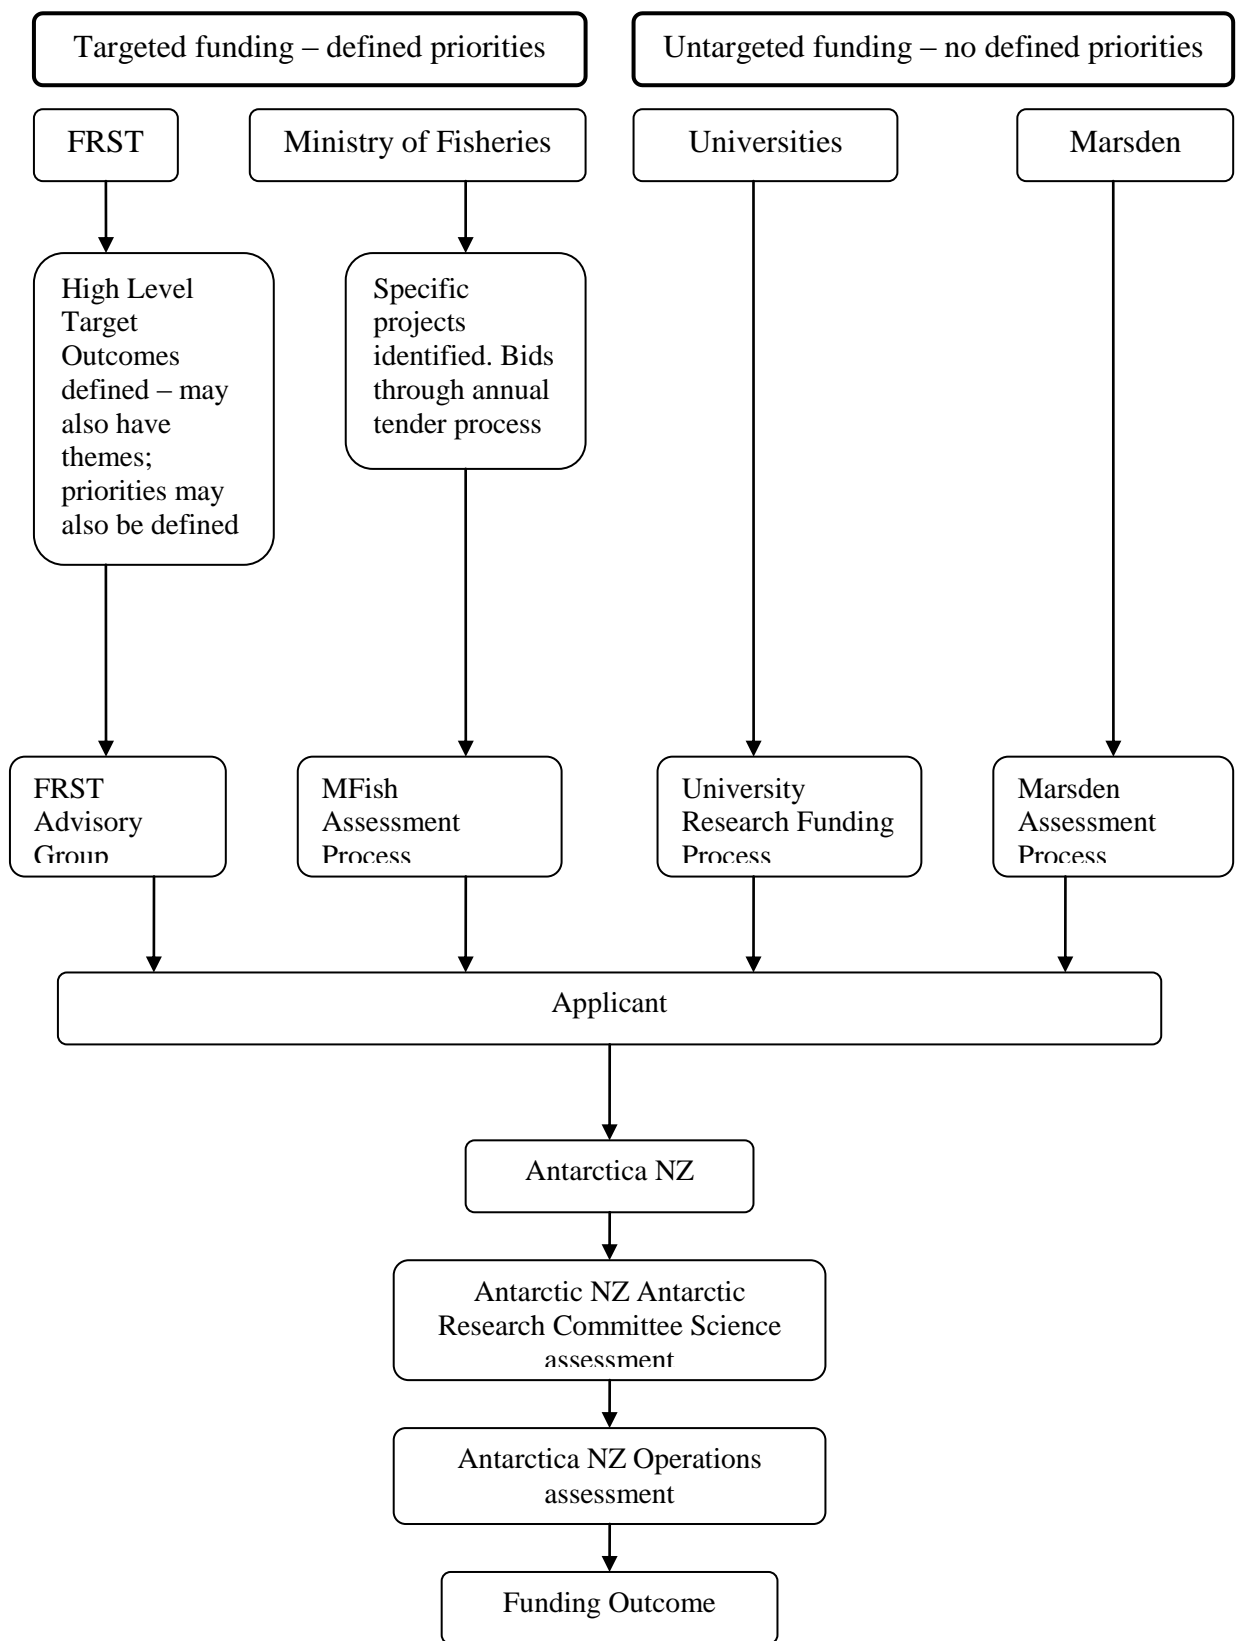 Targeted funding – defined priorities
Untargeted funding – no defined priorities
FRST
Ministry of Fisheries
Universities
Marsden
High Level
Target
Outcomes
defined – may
also have
themes;
priorities may
also be defined
Specific
projects
identified. Bids
through annual
tender process
FRST
Advisory
Group
MFish
Assessment
Process
University
Research Funding
Process
Marsden
Assessment
Process
Applicant
Antarctica NZ
Antarctic NZ Antarctic
Research Committee Science
assessment
Antarctica NZ Operations
assessment
Funding Outcome